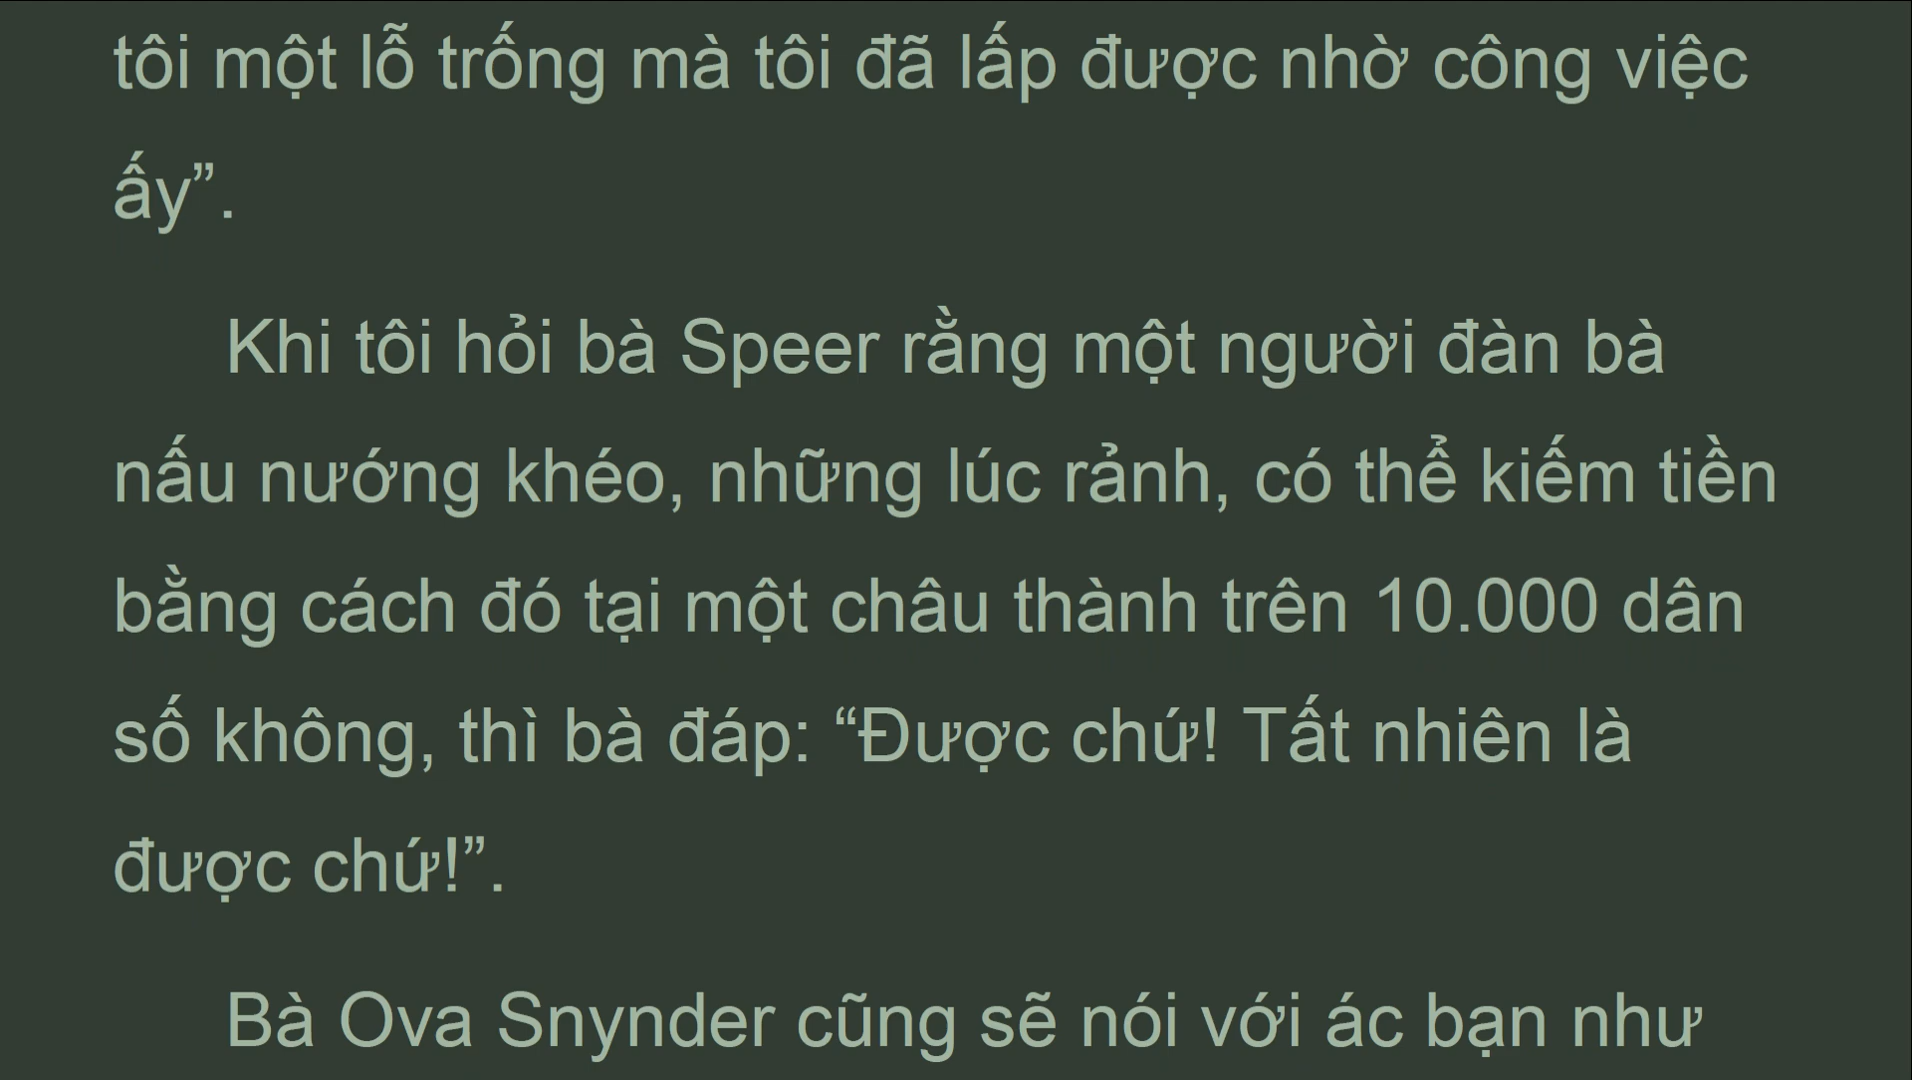 tôi một lỗ trống mà tôi đã lấp được nhờ công việc
ấy”.
Khi tôi hỏi bà Speer rằng một người đàn bà
nấu nướng khéo, những lúc rảnh, có thể kiếm tiền
bằng cách đó tại một châu thành trên 10.000 dân
số không, thì bà đáp: “Được chứ! Tất nhiên là
được chứ!”.
Bà Ova Snynder cũng sẽ nói với ác bạn như